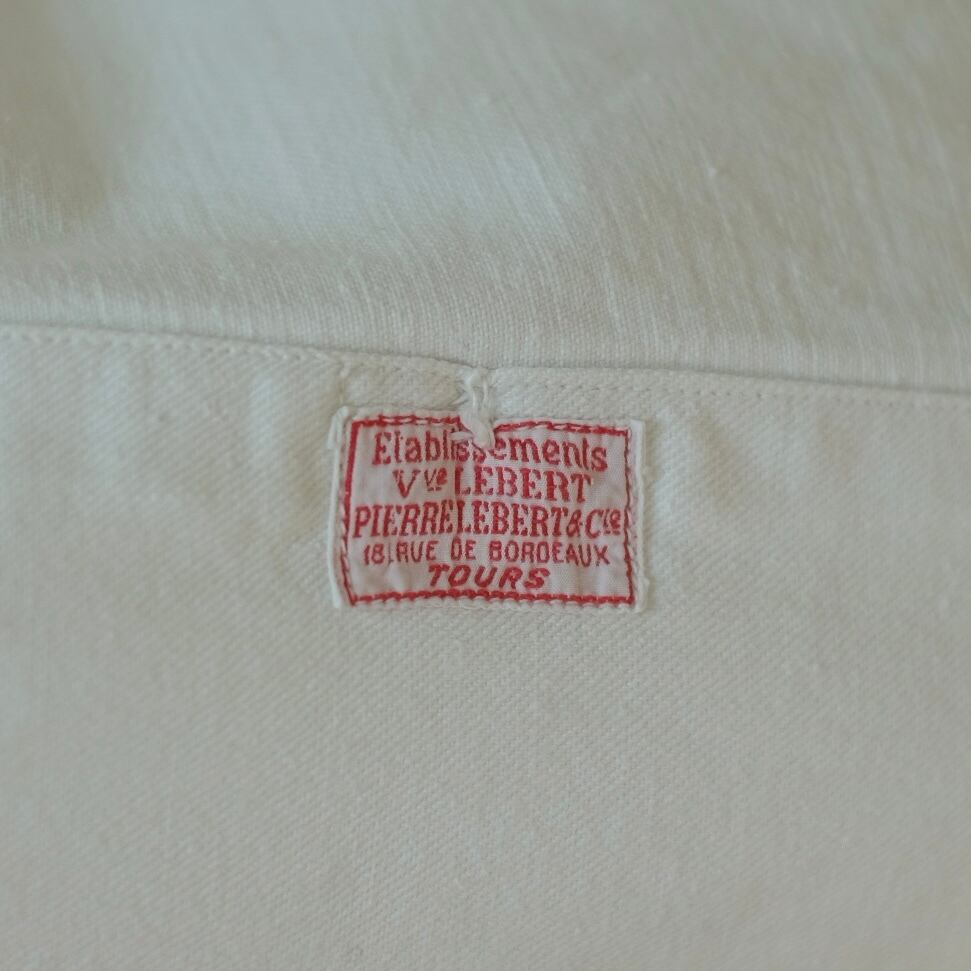 Etablissements
Vve LEBERT
PIERRE LEBERT & Cie
18, RUE DE BORDEAUX
TOURS